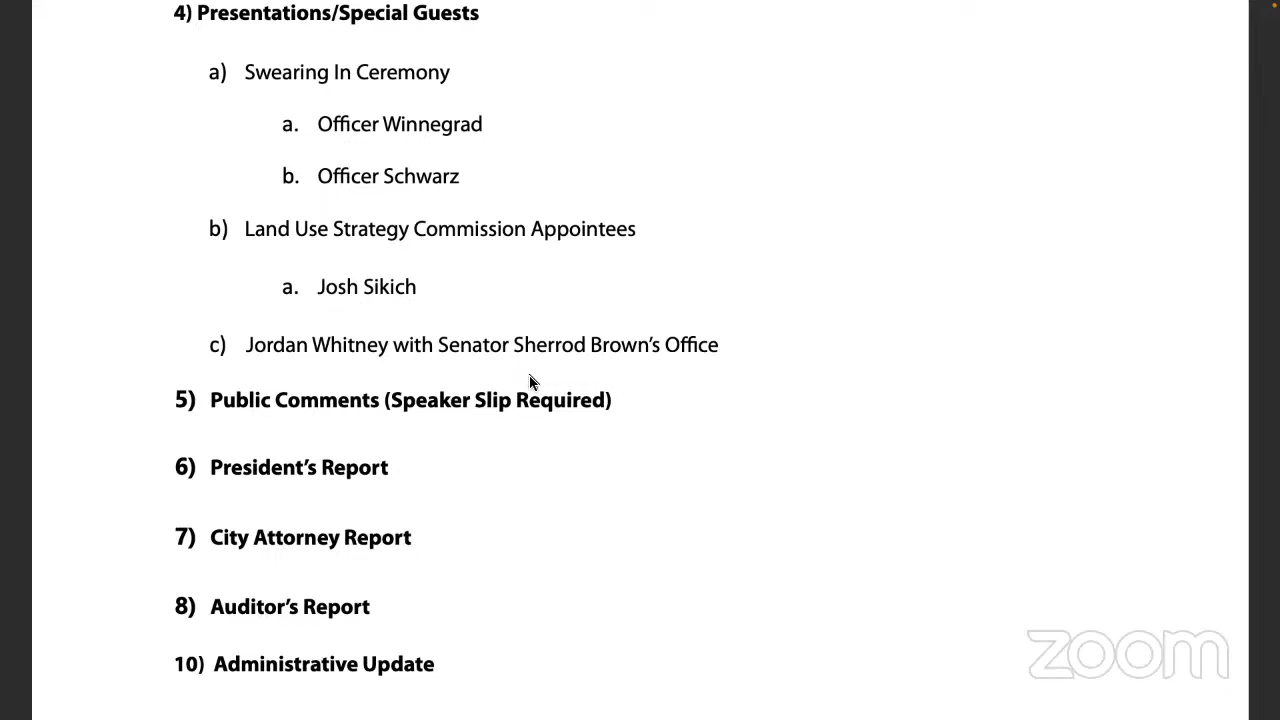 4) Presentations/Special Guests
a) Swearing In Ceremony
a. Officer Winnegrad
b. Officer Schwarz
b) Land Use Strategy Commission Appointees
a. Josh Sikich
c) Jordan Whitney with Senator Sherrod Brown’s Office
5) Public Comments (Speaker Slip Required)
6) President’s Report
7) City Attorney Report
8) Auditor’s Report
10) Administrative Update
zoom